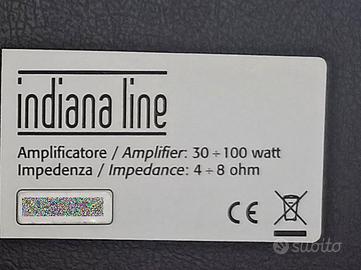 indiana line
Amplificatore / Amplifier: 30 ÷ 100 watt
Impedenza / Impedance: 4 ÷ 8 ohm
CE
subito